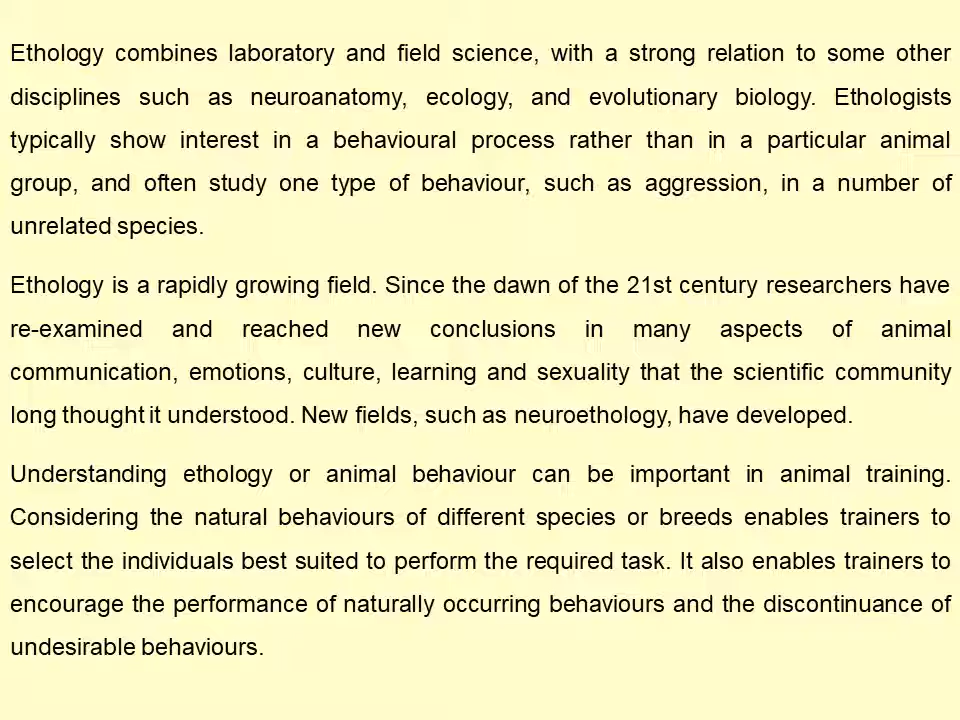 Ethology combines laboratory and field science, with a strong relation to some other
disciplines such as neuroanatomy, ecology, and evolutionary biology. Ethologists
typically show interest in a behavioural process rather than in a particular animal
group, and often study one type of behaviour, such as aggression, in a number of
unrelated species.
Ethology is a rapidly growing field. Since the dawn of the 21st century researchers have
re-examined and reached new conclusions in many aspects of animal
communication, emotions, culture, learning and sexuality that the scientific community
long thought it understood. New fields, such as neuroethology, have developed.
Understanding ethology or animal behaviour can be important in animal training.
Considering the natural behaviours of different species or breeds enables trainers to
select the individuals best suited to perform the required task. It also enables trainers to
encourage the performance of naturally occurring behaviours and the discontinuance of
undesirable behaviours.